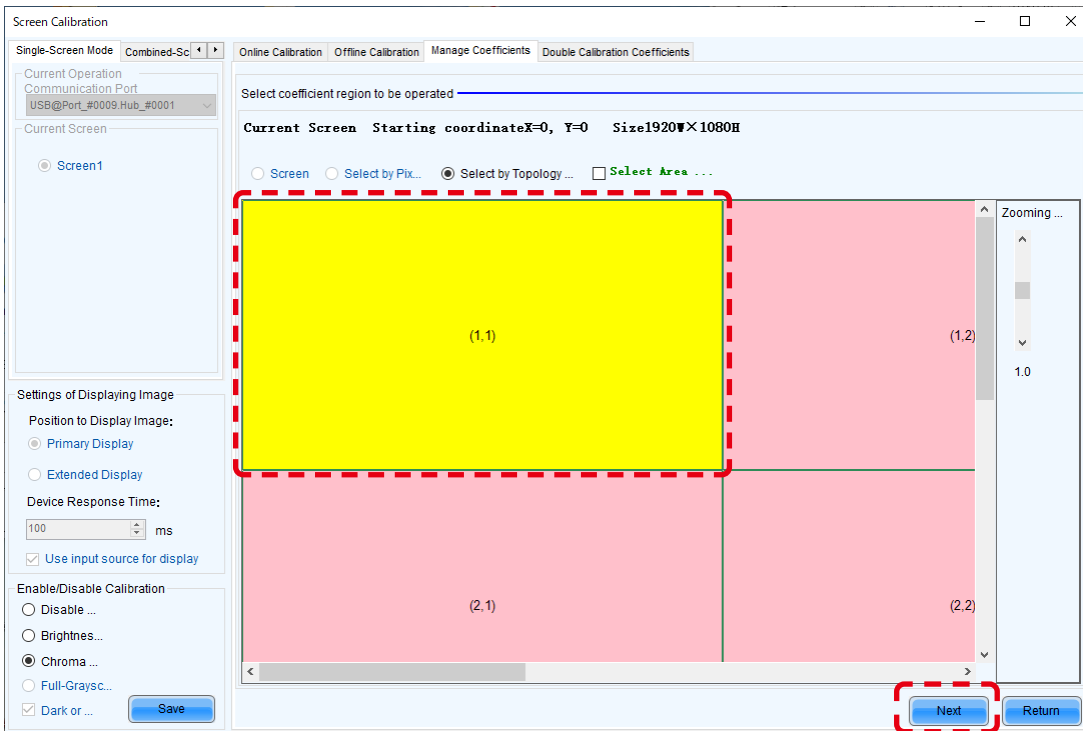 Screen Calibration
Single-Screen Mode
Combined-Sc
Current Operation
Communication Port
USB@Port_#0009.Hub_#0001
Current Screen
Screen1
Settings of Displaying Image
Position to Display Image:
Primary Display
Extended Display
Device Response Time:
100 ms
Use input source for display
Enable/Disable Calibration
Disable ...
Brightnes...
Chroma ...
Full-Graysc...
Dark or ...
Save
Online Calibration
Offline Calibration
Manage Coefficients
Double Calibration Coefficients
Select coefficient region to be operated
Current Screen Starting coordinateX=0, Y=0 Size1920W×1080H
Screen
Select by Pix...
Select by Topology ...
Select Area ...
(1,1)
(1,2)
(2,1)
(2,2)
Zooming ...
1.0
Next
Return